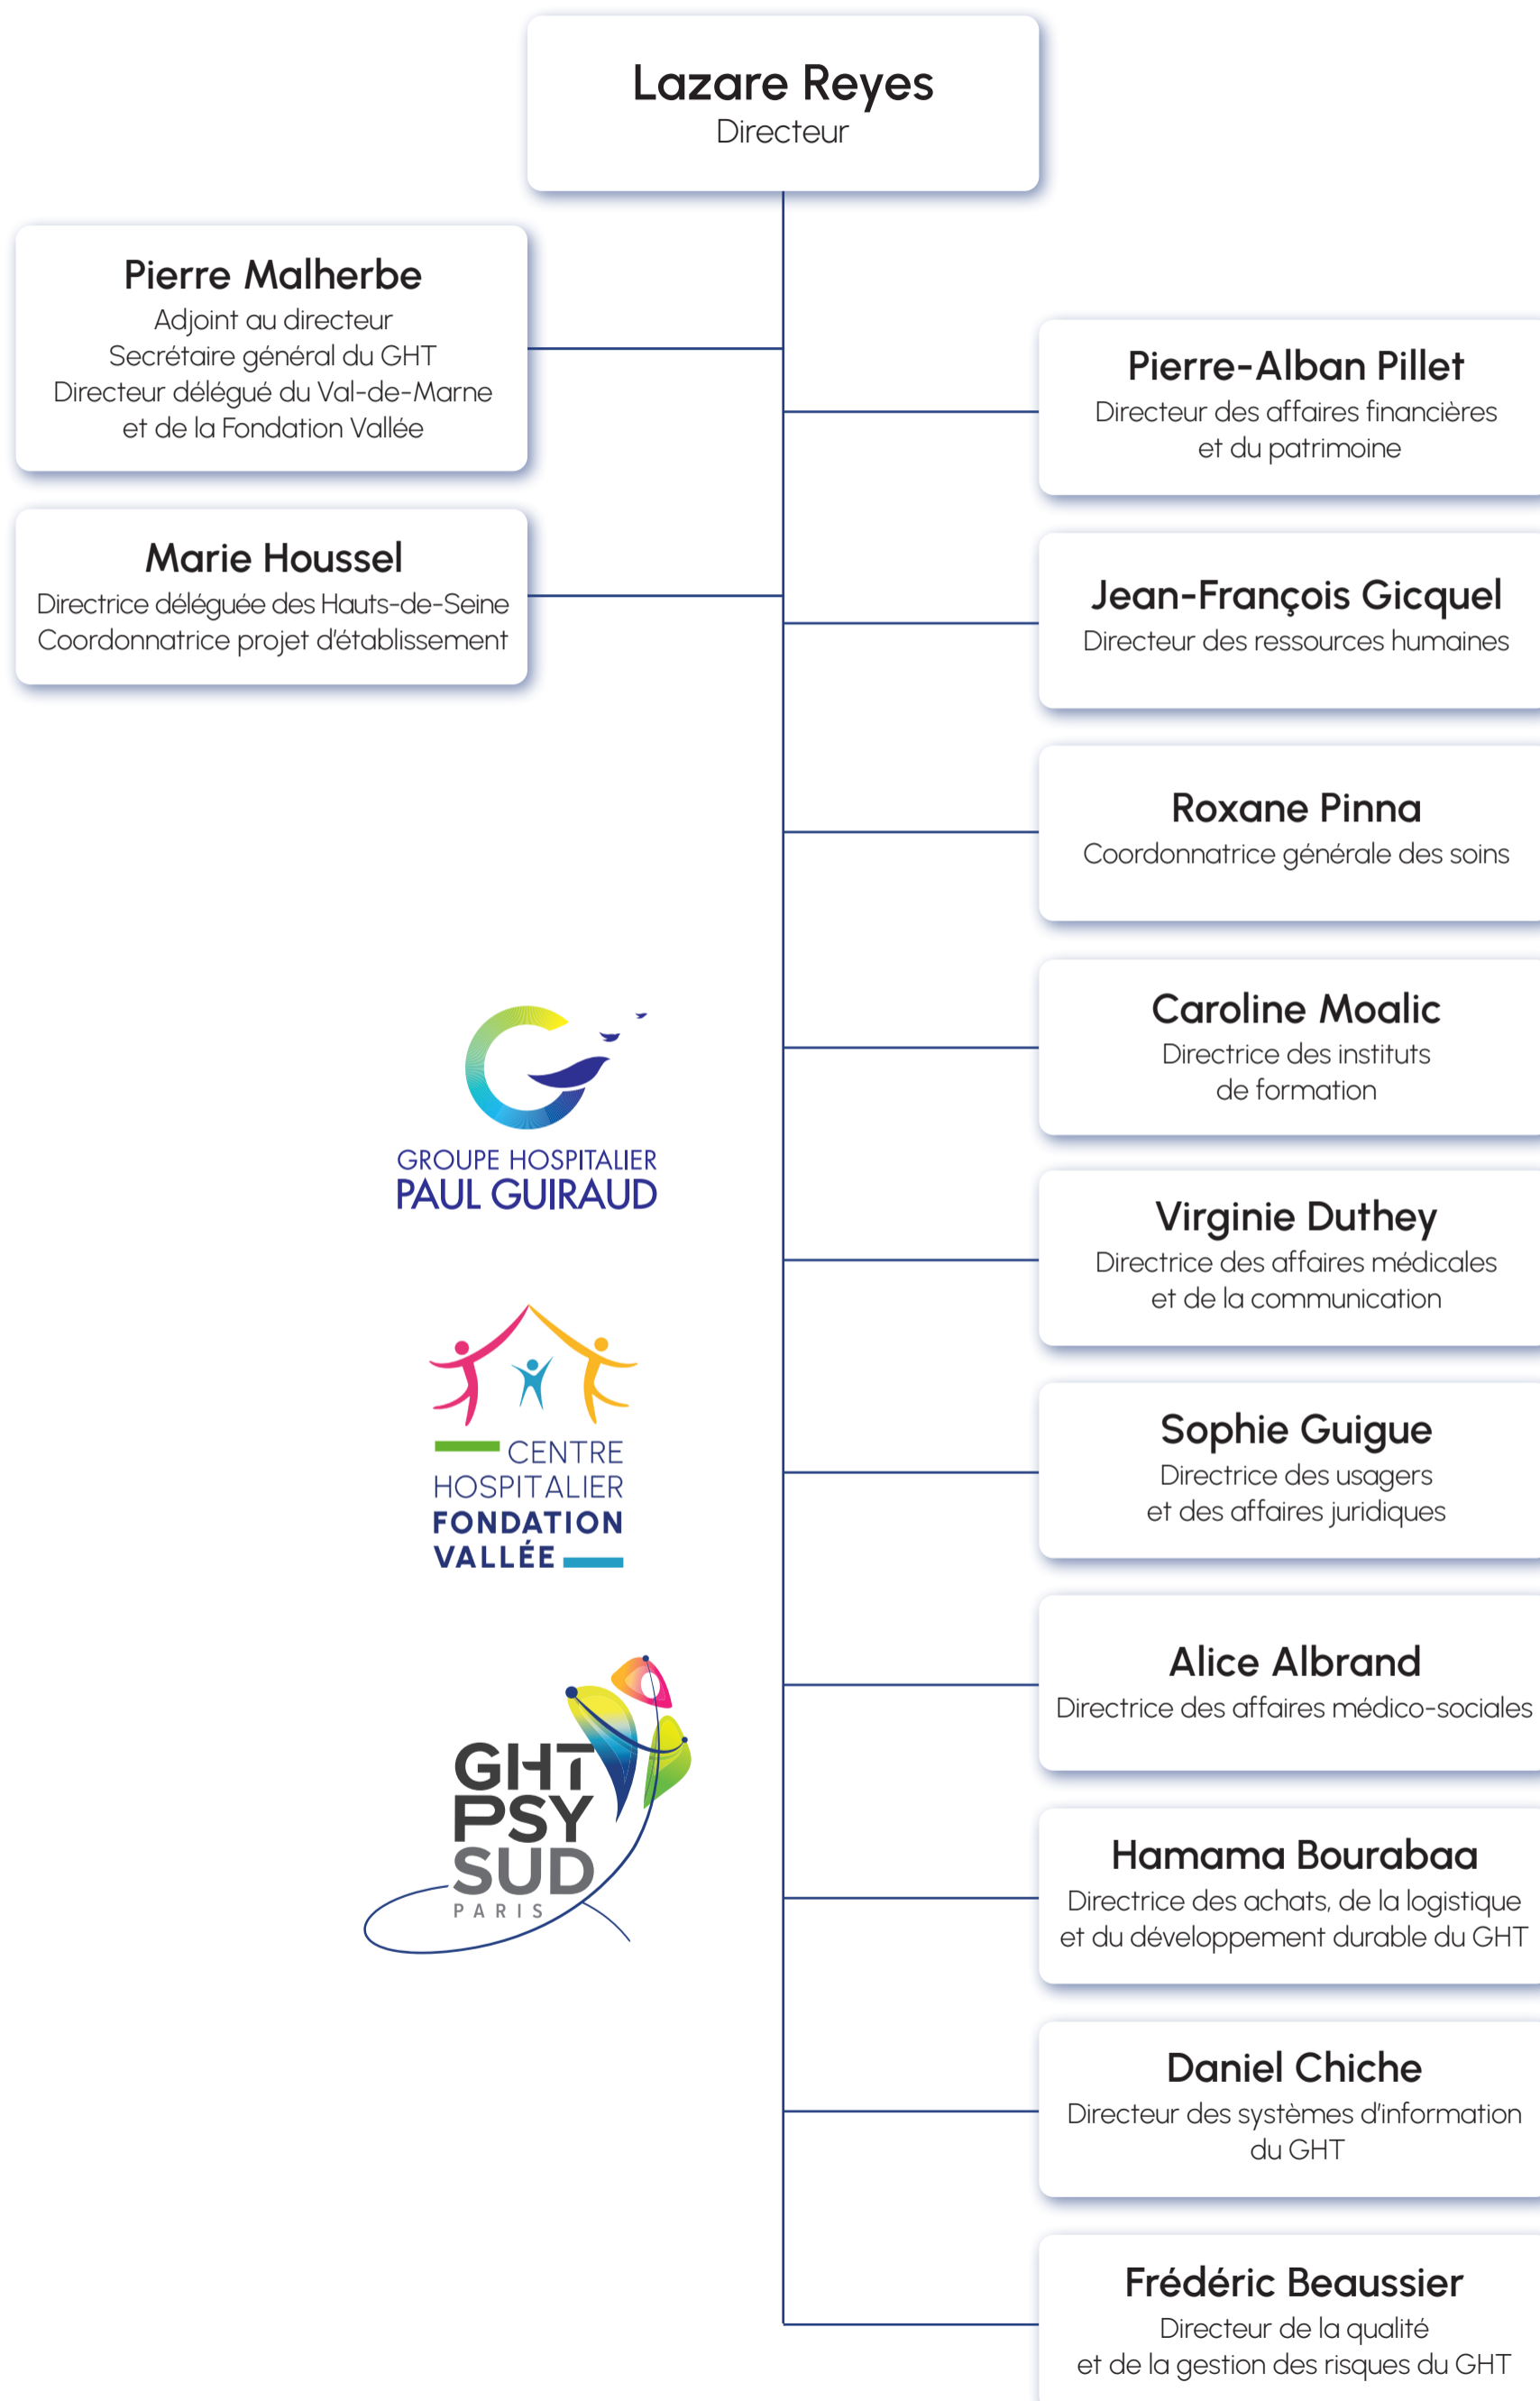 Lazare Reyes
Directeur
Pierre Malherbe
Adjoint au directeur
Secrétaire général du GHT
Directeur délégué du Val-de-Marne
et de la Fondation Vallée
Marie Houssel
Directrice déléguée des Hauts-de-Seine
Coordonnatrice projet d'établissement
Pierre-Alban Pillet
Directeur des affaires financières
et du patrimoine
Jean-François Gicquel
Directeur des ressources humaines
Roxane Pinna
Coordonnatrice générale des soins
Caroline Moalic
Directrice des instituts
de formation
Virginie Duthey
Directrice des affaires médicales
et de la communication
Sophie Guigue
Directrice des usagers
et des affaires juridiques
Alice Albrand
Directrice des affaires médico-sociales
Hamama Bourabaa
Directrice des achats, de la logistique
et du développement durable du GHT
Daniel Chiche
Directeur des systèmes d'information
du GHT
Frédéric Beaussier
Directeur de la qualité
et de la gestion des risques du GHT
GROUPE HOSPITALIER
PAUL GUIRAUD
CENTRE
HOSPITALIER
FONDATION
VALLÉE
GHT
PSY
SUD
PARIS